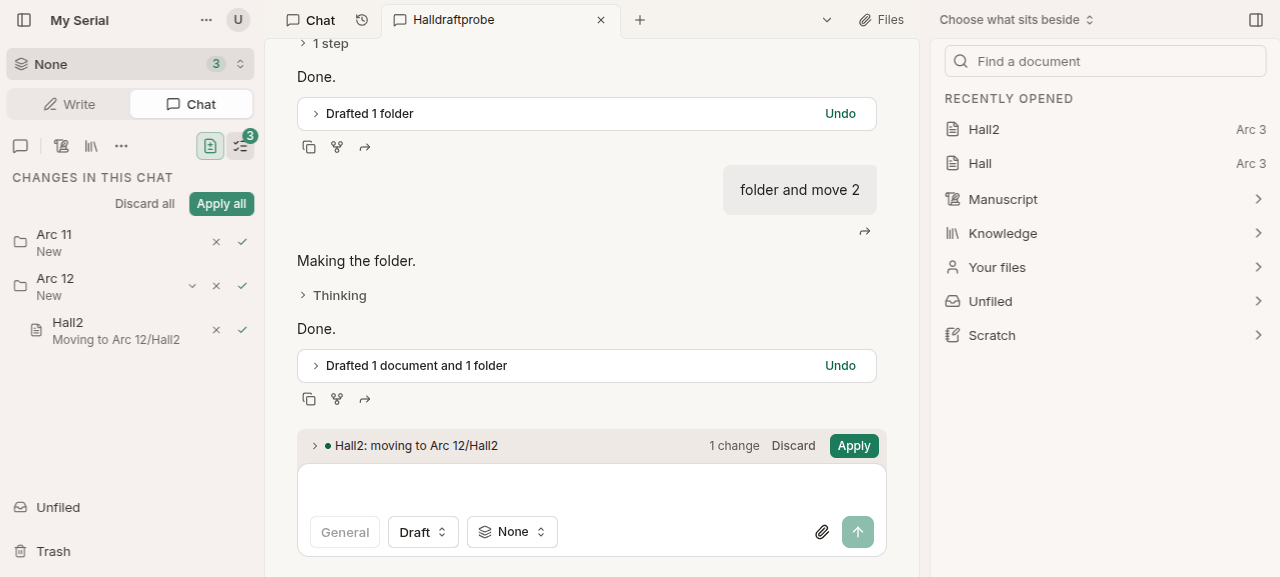 My Serial
U
None
3
Write
Chat
3
CHANGES IN THIS CHAT
Discard all
Apply all
Arc 11
New
Arc 12
New
Hall2
Moving to Arc 12/Hall2
Unfiled
Trash
Chat
Halldraftprobe
Files
1 step
Done.
Drafted 1 folder
Undo
folder and move 2
Making the folder.
Thinking
Done.
Drafted 1 document and 1 folder
Undo
Hall2: moving to Arc 12/Hall2
1 change
Discard
Apply
General
Draft
None
Choose what sits beside
Find a document
RECENTLY OPENED
Hall2
Arc 3
Hall
Arc 3
Manuscript
Knowledge
Your files
Unfiled
Scratch